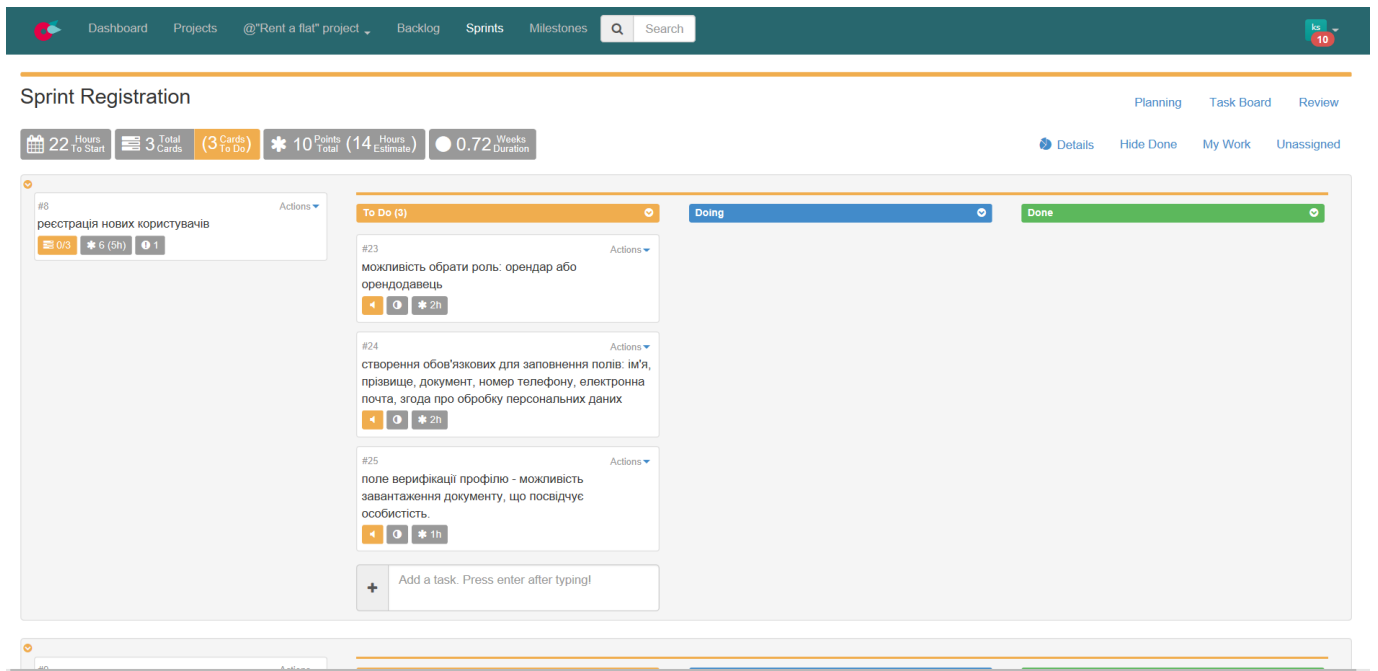 Dashboard Projects @"Rent a flat" project Backlog Sprints Milestones Search ks
10
Sprint Registration
Planning Task Board Review
22 Hours To Start 3 Total Cards (3 Cards To Do) 10 Points Total (14 Hours Estimate) 0.72 Weeks Duration
Details Hide Done My Work Unassigned
#8 Actions
реєстрація нових користувачів
0/3 6 (5h) 1
To Do (3) Doing Done
#23 Actions
можливість обрати роль: орендар або
орендодавець
2h
#24 Actions
створення обов'язкових для заповнення полів: ім'я,
прізвище, документ, номер телефону, електронна
почта, згода про обробку персональних даних
2h
#25 Actions
поле верифікації профілю - можливість
завантаження документу, що посвідчує
особистість.
1h
Add a task. Press enter after typing!